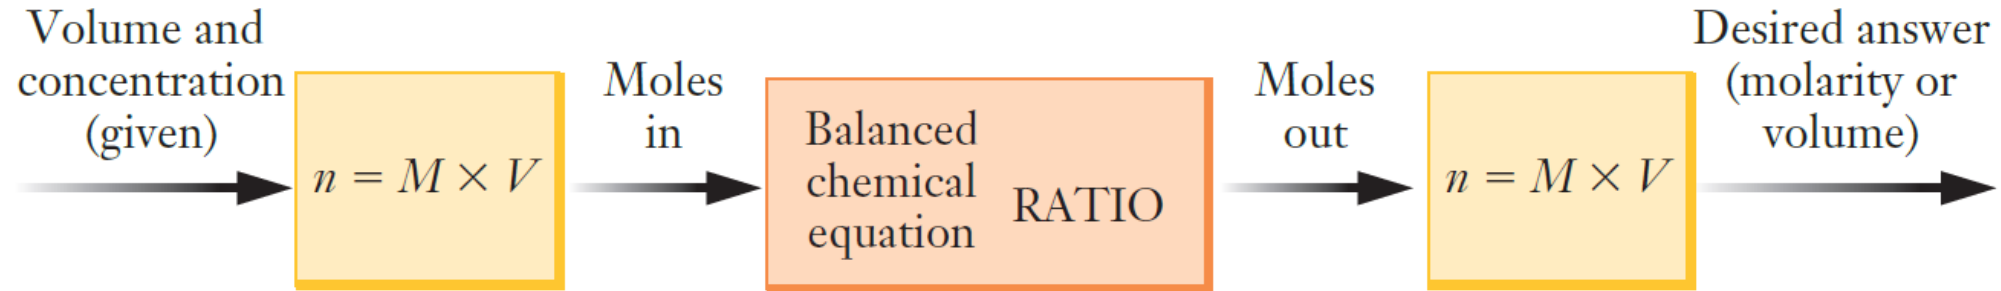 Volume and
concentration
(given)
n = M × V
Moles
in
Balanced
chemical
equation
RATIO
Moles
out
n = M × V
Desired answer
(molarity or
volume)